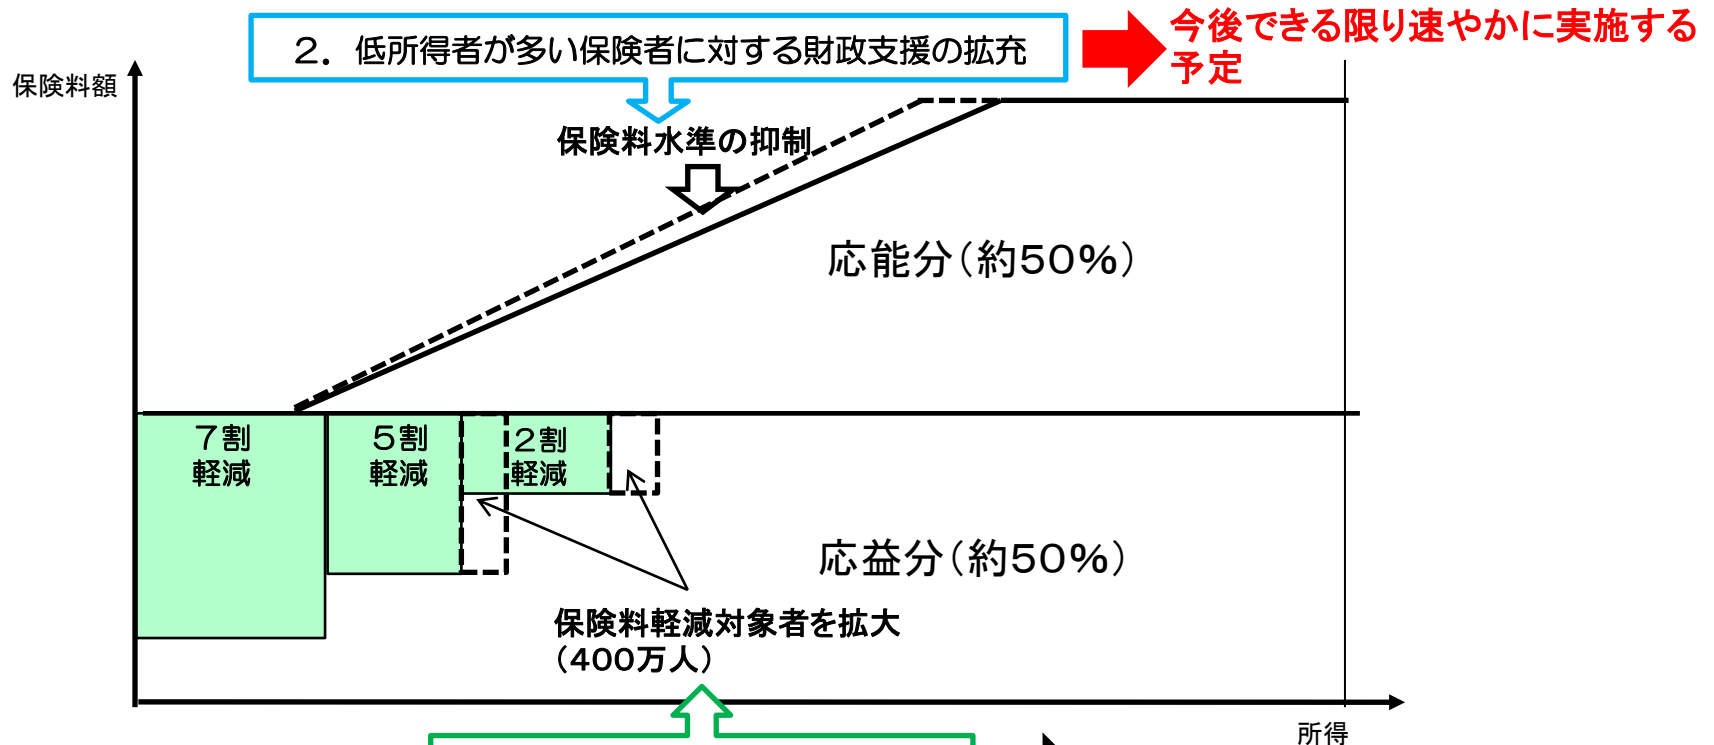 2．低所得者が多い保険者に対する財政支援の拡充
今後できる限り速やかに実施する
予定
保険料額
保険料水準の抑制
応能分（約50%）
7割
軽減
5割
軽減
2割
軽減
応益分（約50%）
保険料軽減対象者を拡大
（400万人）
所得